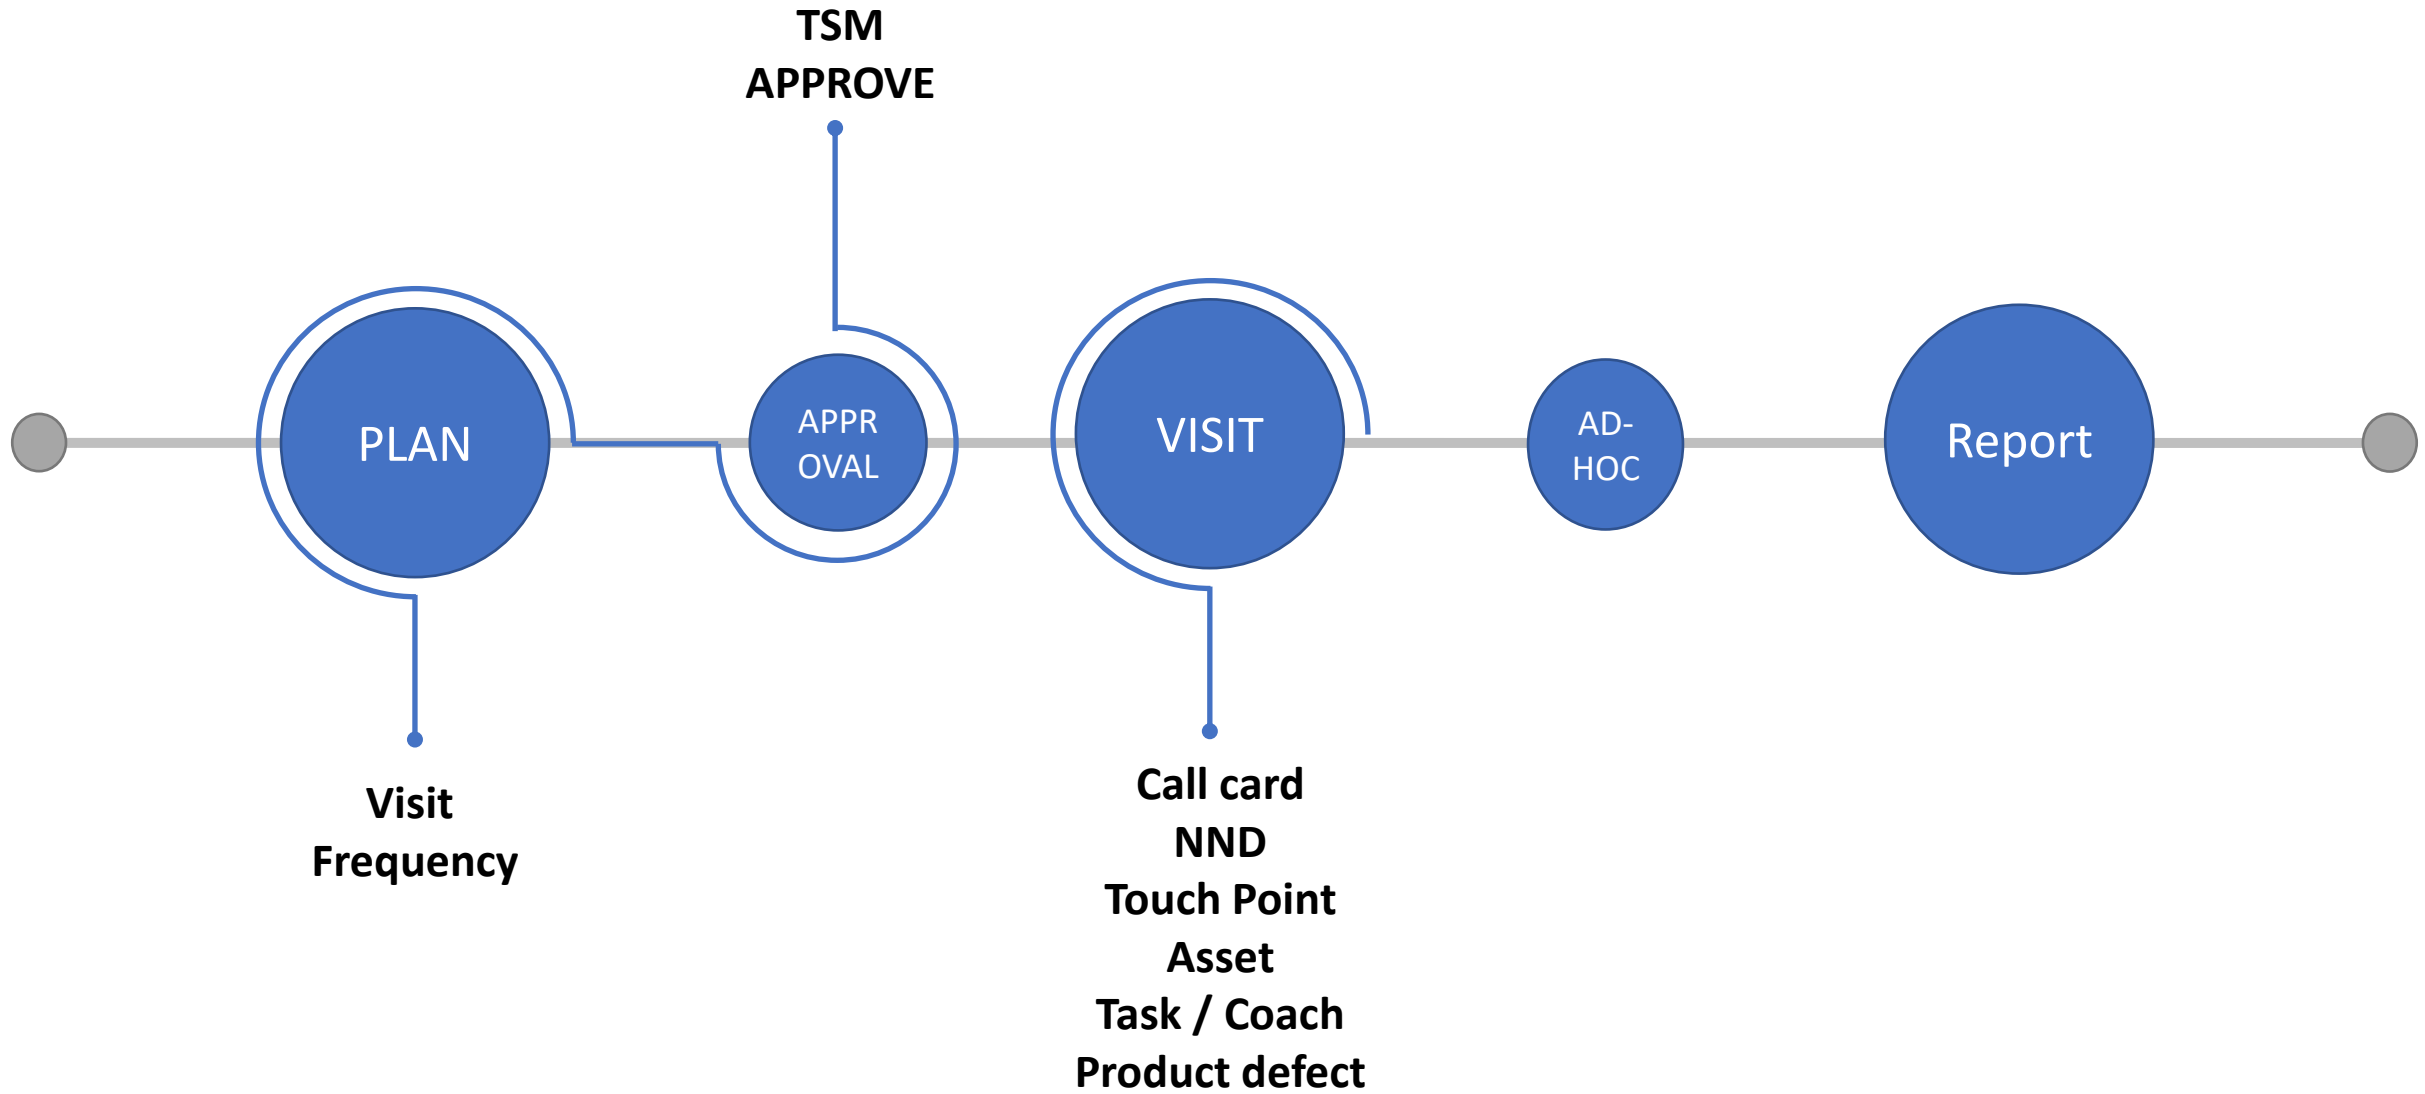 TSM
APPROVE
PLAN
APPR
OVAL
VISIT
AD-
HOC
Report
Visit
Frequency
Call card
NND
Touch Point
Asset
Task / Coach
Product defect